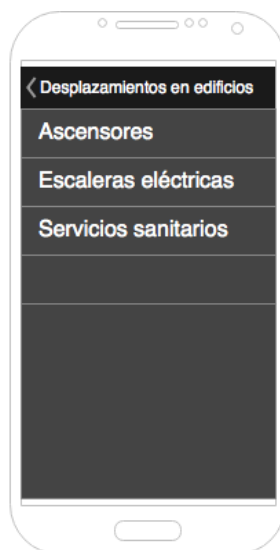 Desplazamientos en edificios
Ascensores
Escaleras eléctricas
Servicios sanitarios